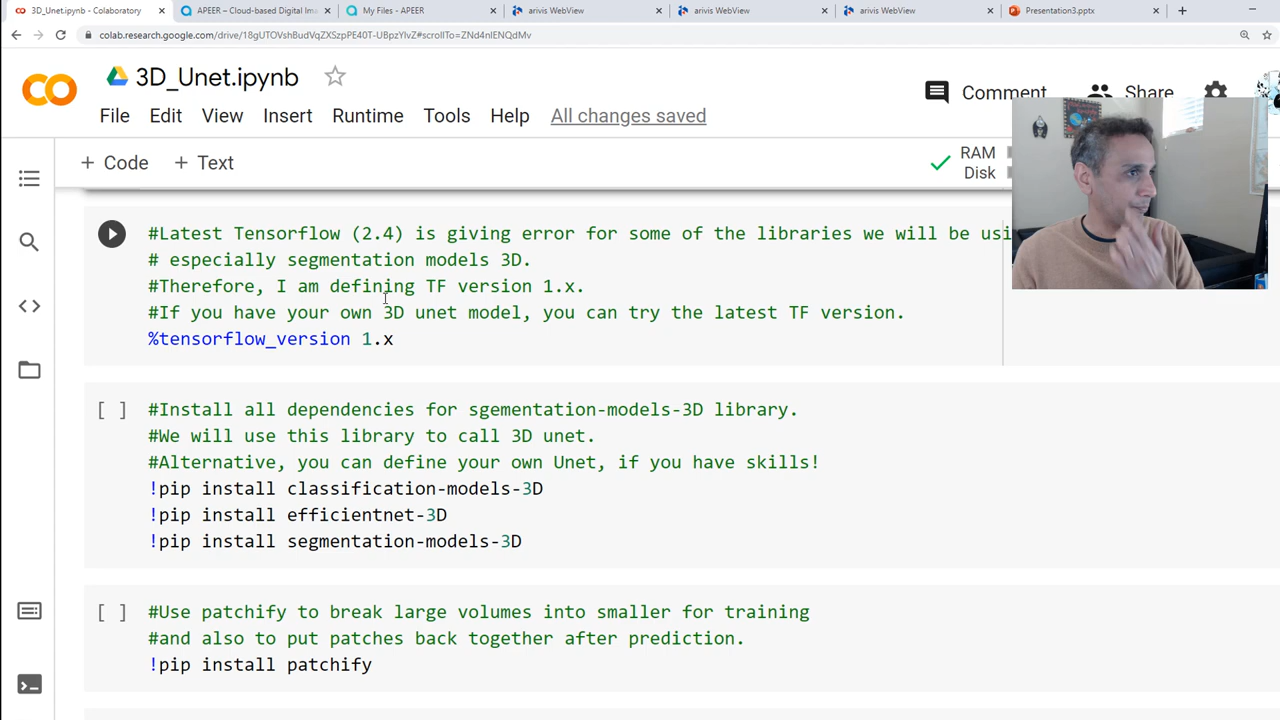 3D_Unet.ipynb - Colaboratory
APEER – Cloud-based Digital Ima
My Files - APEER
arivis WebView
arivis WebView
arivis WebView
Presentation3.pptx
colab.research.google.com/drive/18gUTOVshBudVqZXSzpPE40T-UBpzYlvZ#scrollTo=ZNd4nlENQdMv
3D_Unet.ipynb
Comment
Share
File Edit View Insert Runtime Tools Help All changes saved
+ Code + Text
RAM
Disk
#Latest Tensorflow (2.4) is giving error for some of the libraries we will be usi
# especially segmentation models 3D.
#Therefore, I am defining TF version 1.x.
#If you have your own 3D unet model, you can try the latest TF version.
%tensorflow_version 1.x
[ ] #Install all dependencies for sgementation-models-3D library.
#We will use this library to call 3D unet.
#Alternative, you can define your own Unet, if you have skills!
!pip install classification-models-3D
!pip install efficientnet-3D
!pip install segmentation-models-3D
[ ] #Use patchify to break large volumes into smaller for training
#and also to put patches back together after prediction.
!pip install patchify